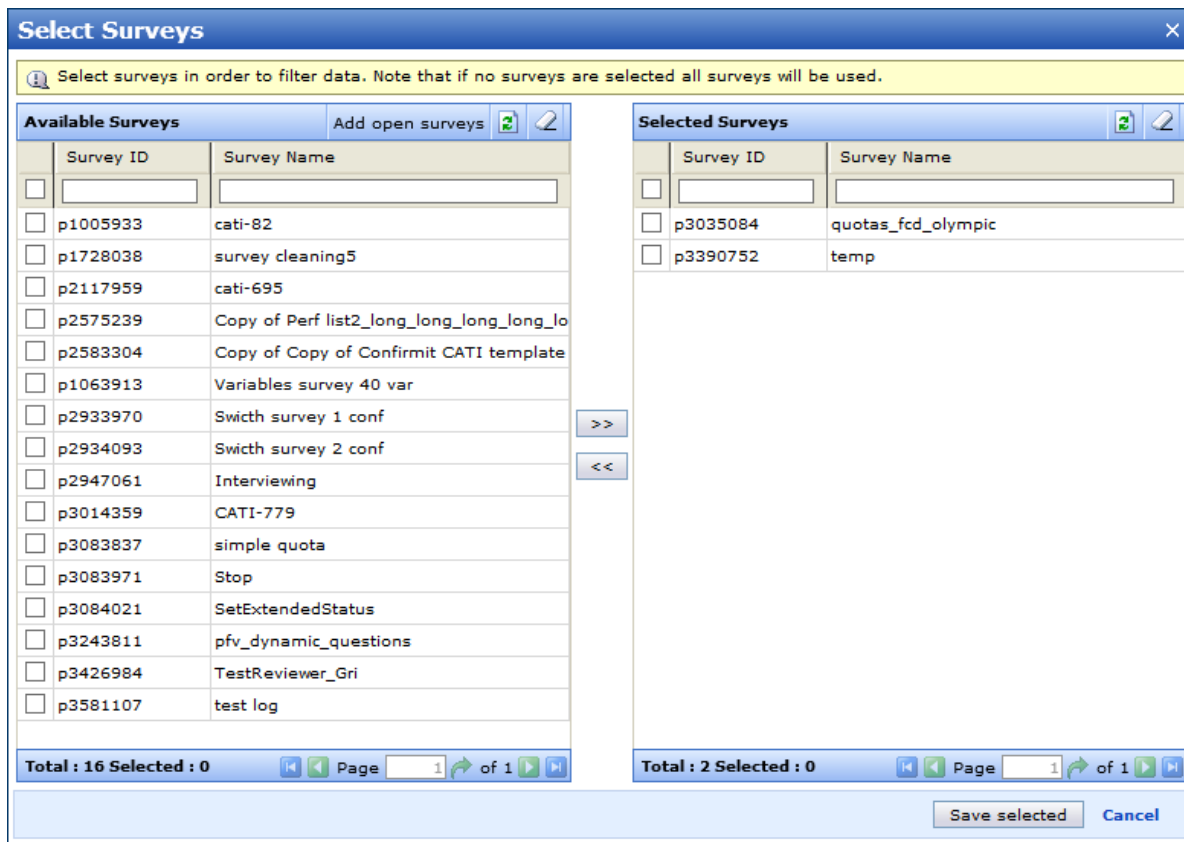 Select Surveys
Select surveys in order to filter data. Note that if no surveys are selected all surveys will be used.
Available Surveys Add open surveys
Survey ID Survey Name
p1005933 cati-82
p1728038 survey cleaning5
p2117959 cati-695
p2575239 Copy of Perf list2_long_long_long_long_lo
p2583304 Copy of Copy of Confirmit CATI template
p1063913 Variables survey 40 var
p2933970 Swicth survey 1 conf
p2934093 Swicth survey 2 conf
p2947061 Interviewing
p3014359 CATI-779
p3083837 simple quota
p3083971 Stop
p3084021 SetExtendedStatus
p3243811 pfv_dynamic_questions
p3426984 TestReviewer_Gri
p3581107 test log
Total : 16 Selected : 0 Page 1 of 1
>>
<<
Selected Surveys
Survey ID Survey Name
p3035084 quotas_fcd_olympic
p3390752 temp
Total : 2 Selected : 0 Page 1 of 1
Save selected Cancel